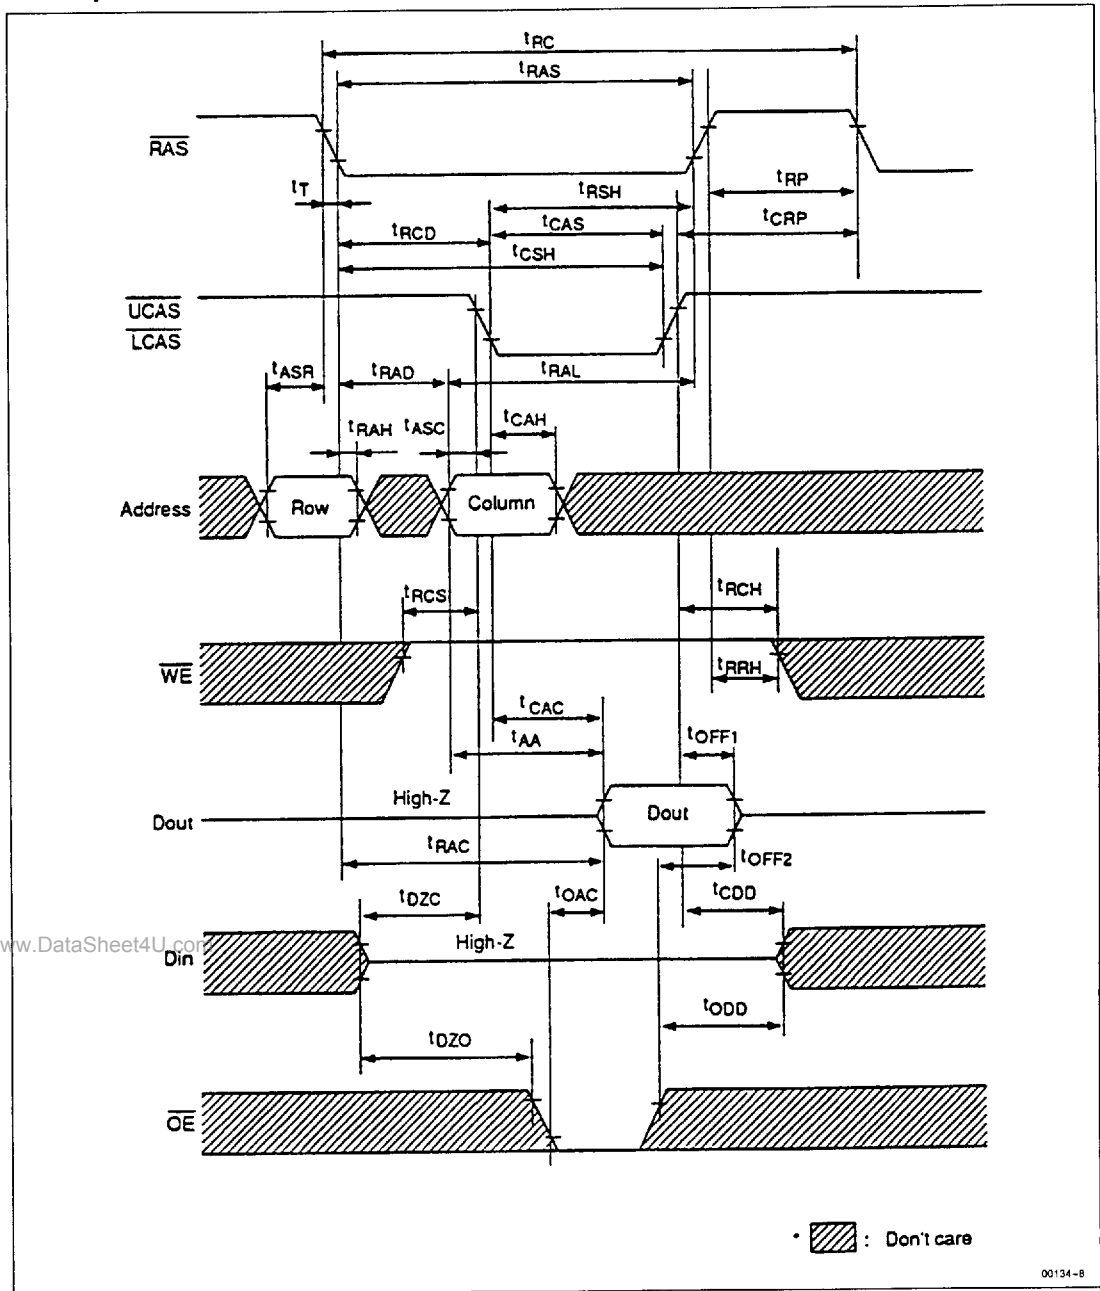 tRC
tRAS
RAS
tT
tRSH
tRP
tRCD
tCAS
tCRP
tCSH
UCAS
LCAS
tASR
tRAD
tRAL
tRAH
tASC
tCAH
Address
Row
Column
tRCS
tRCH
WE
tRRH
tCAC
tAA
tOFF1
High-Z
Dout
Dout
tRAC
tOFF2
tDZC
tOAC
tCDD
www.DataSheet4U.com
Din
High-Z
tODD
tDZO
OE
* : Don't care
00134-8